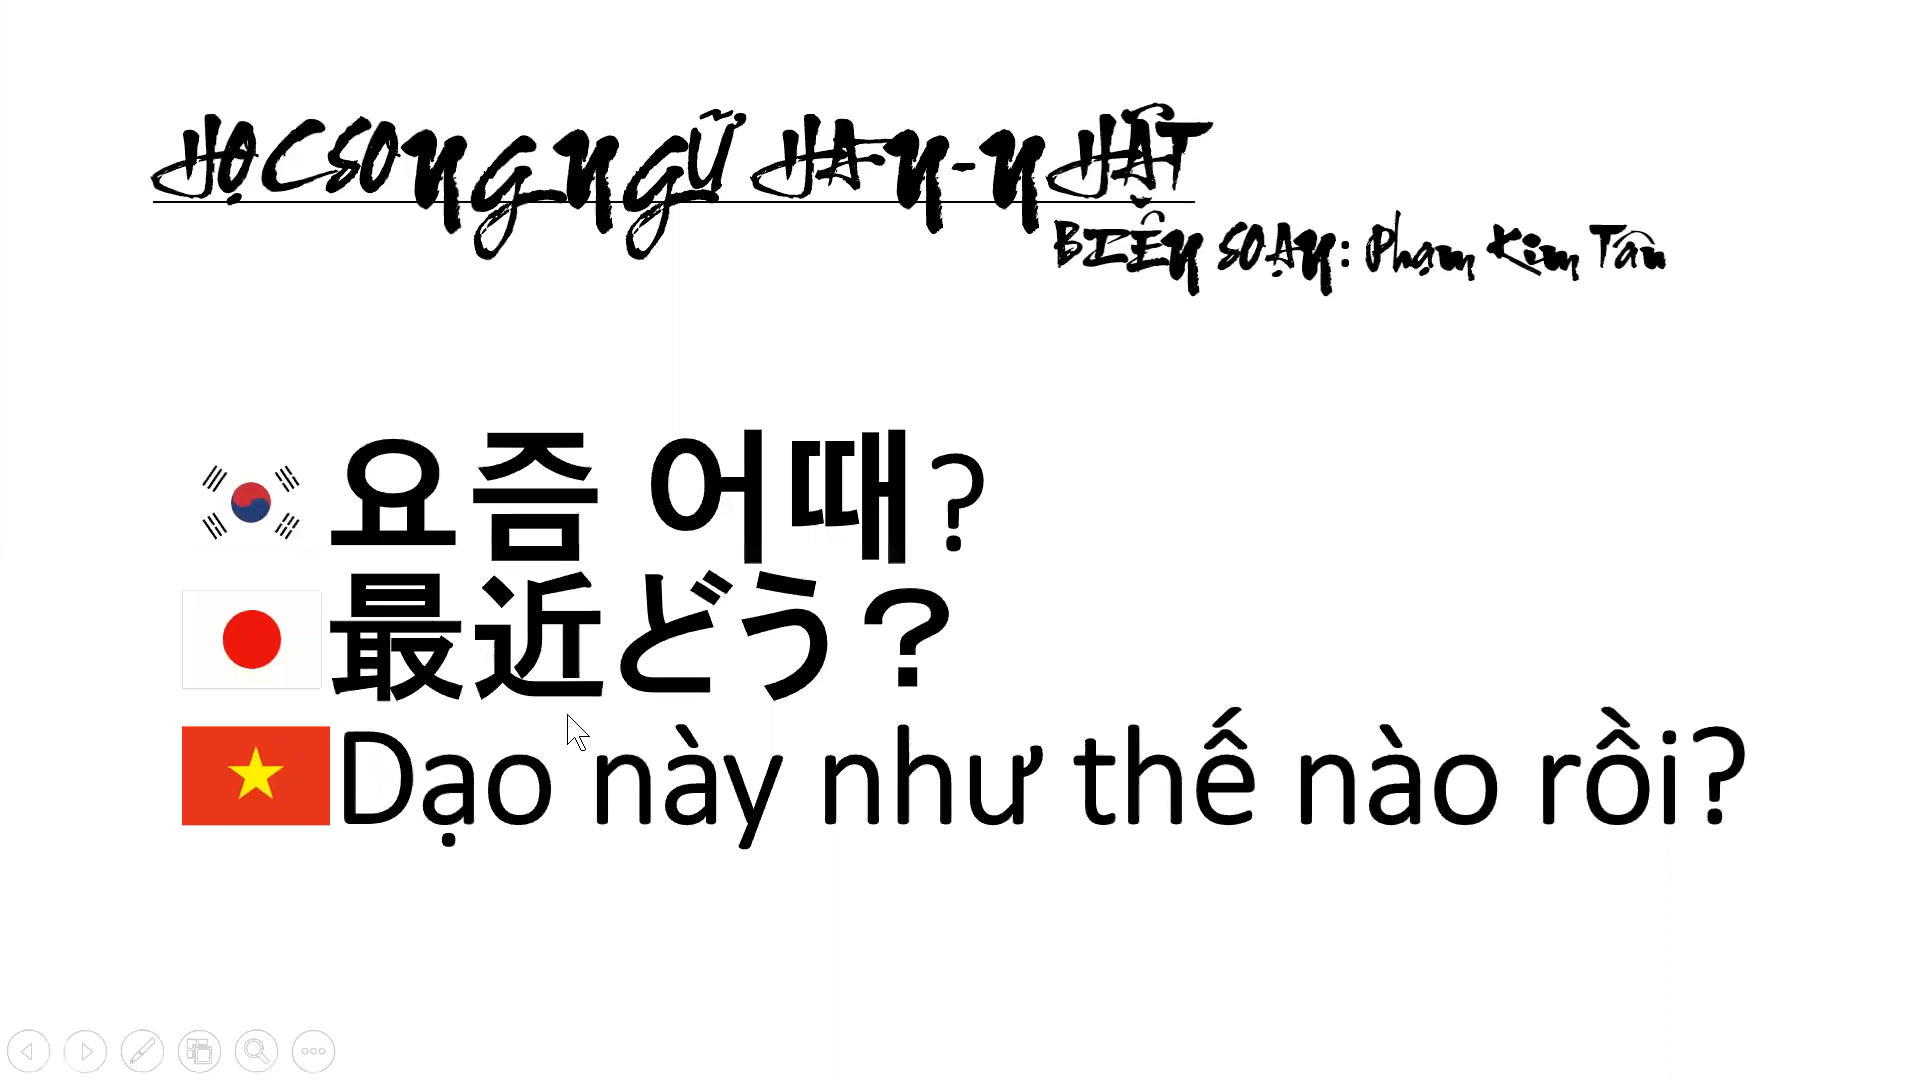 HỌC SONG NGỮ HÀN-NHẬT
BIÊN SOẠN: Phạm Kim Tân
요즘 어때?
最近どう？
Dạo này như thế nào rồi?